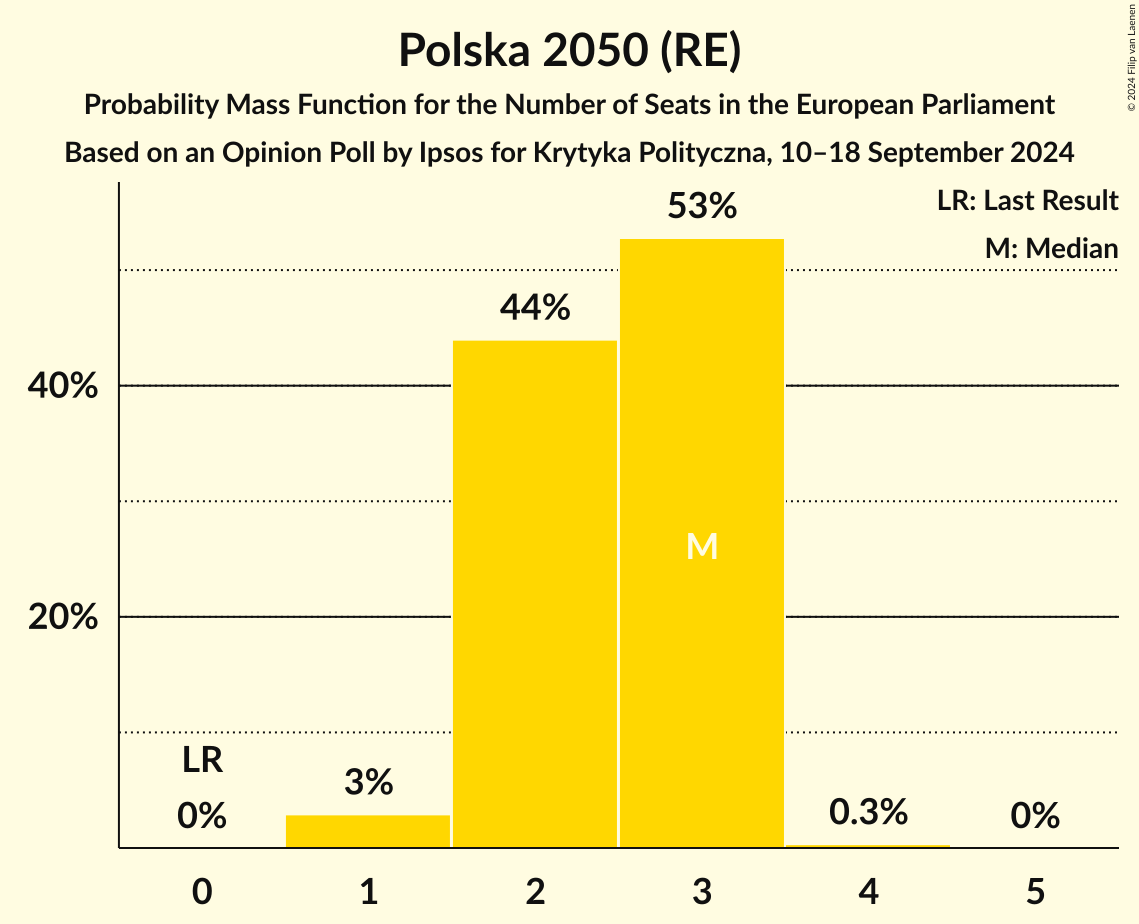 Polska 2050 (RE)
Probability Mass Function for the Number of Seats in the European Parliament
Based on an Opinion Poll by Ipsos for Krytyka Polityczna, 10–18 September 2024
© 2024 Filip van Laenen
LR: Last Result
M: Median
53%
44%
40%
M
20%
LR
3%
0%
0.3%
0%
0 1 2 3 4 5